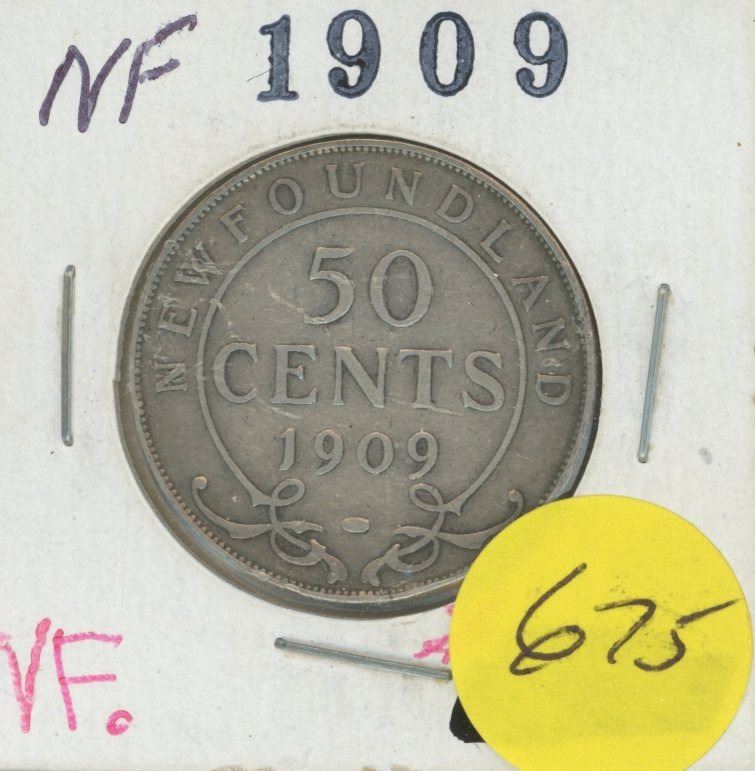 NF 1909
NEWFOUNDLAND
50
CENTS
1909
VF.
675